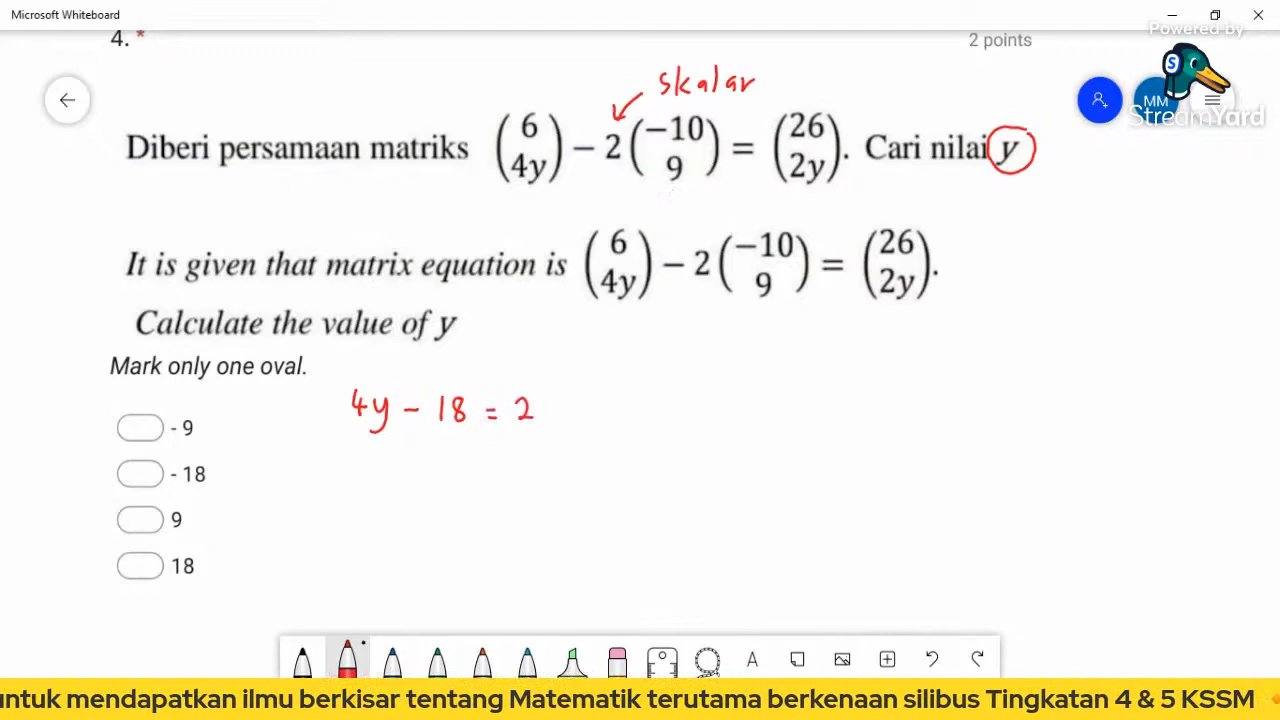 Microsoft Whiteboard
Powered by
StreamYard
4. *
2 points
skalar
MM
Diberi persamaan matriks (6 4y) − 2 (−10 9) = (26 2y). Cari nilai y
It is given that matrix equation is (6 4y) − 2 (−10 9) = (26 2y).
Calculate the value of y
Mark only one oval.
4y - 18 = 2
- 9
- 18
9
18
A
untuk mendapatkan ilmu berkisar tentang Matematik terutama berkenaan silibus Tingkatan 4 & 5 KSSM